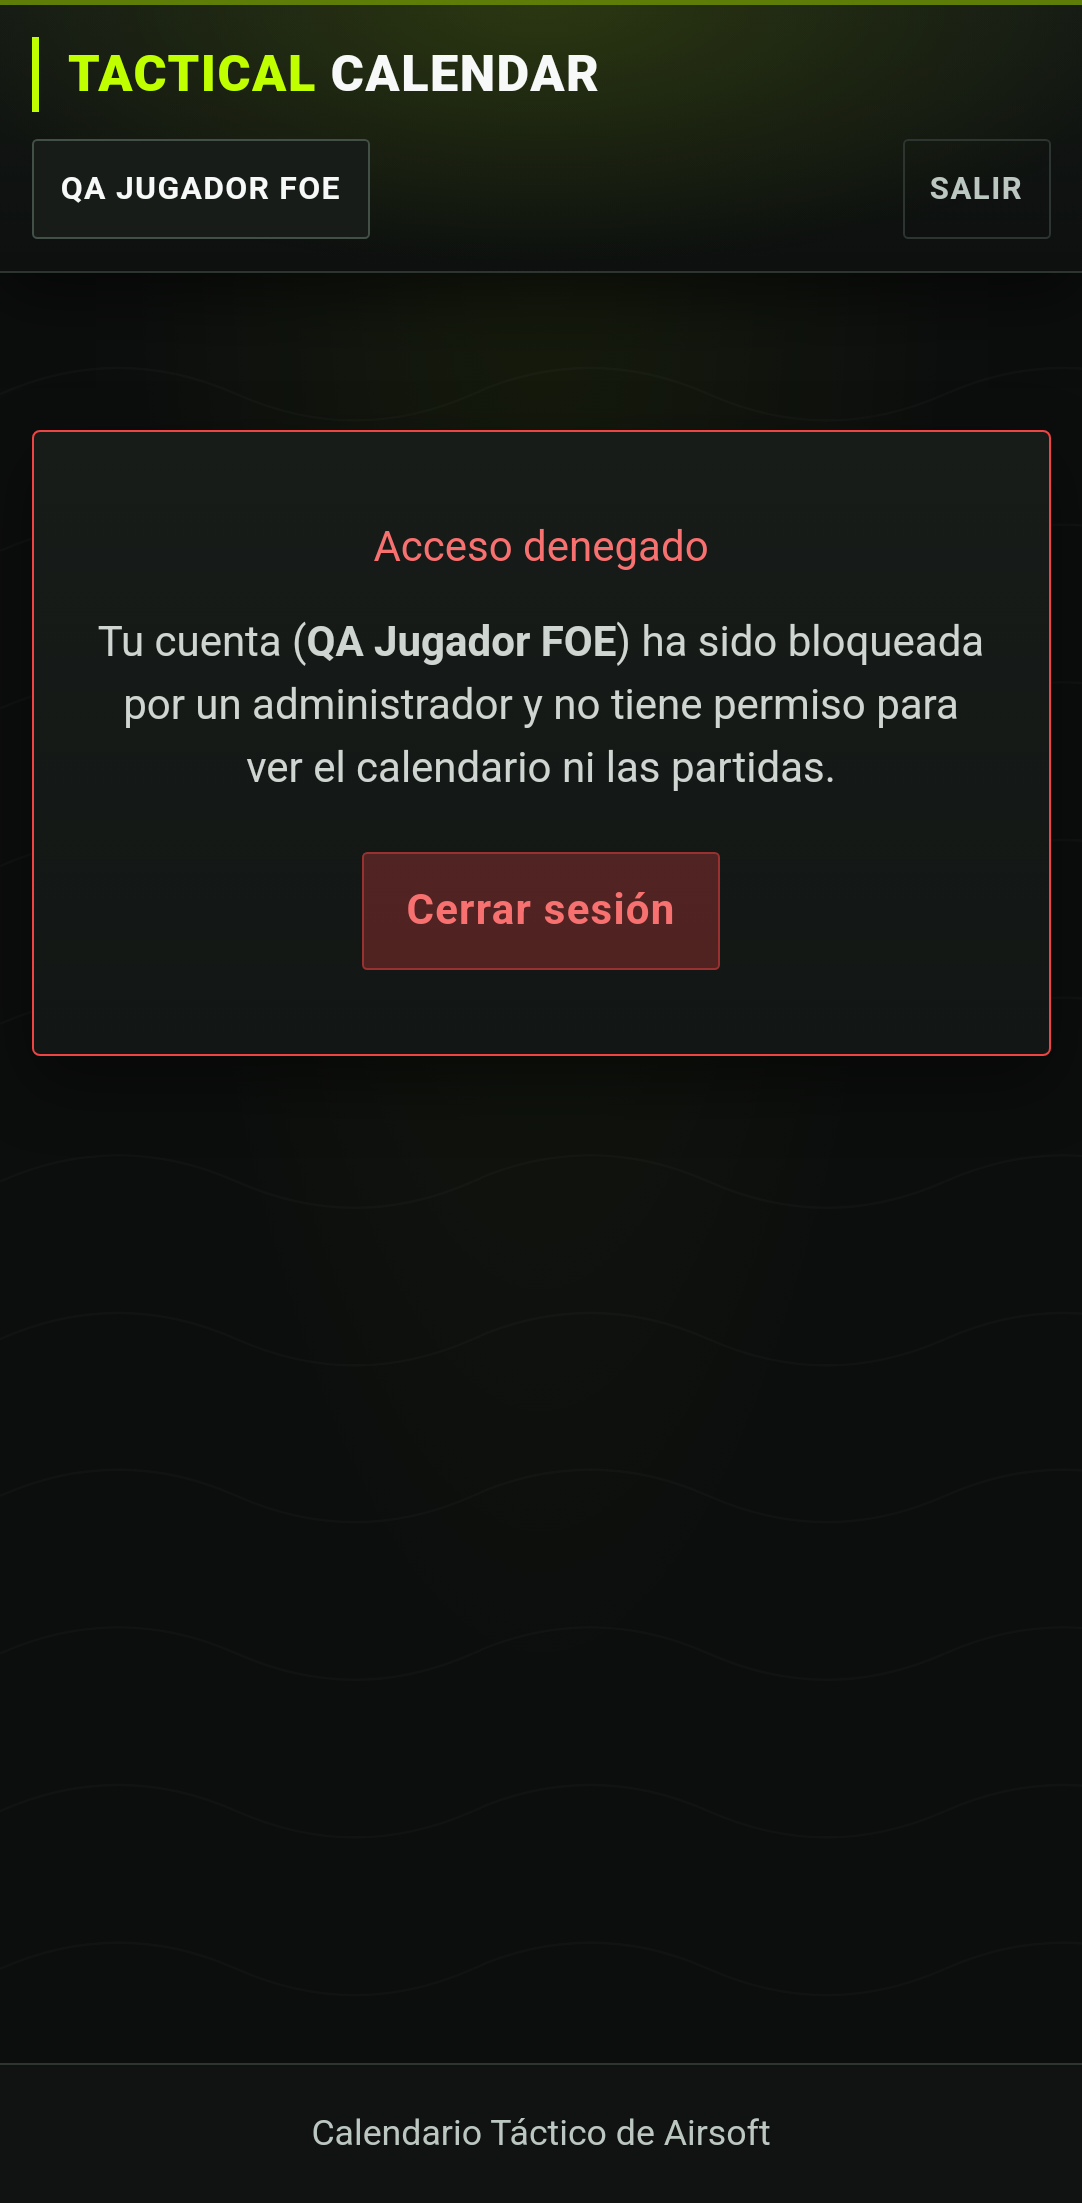 TACTICAL CALENDAR
QA JUGADOR FOE
SALIR
Acceso denegado
Tu cuenta (QA Jugador FOE) ha sido bloqueada
por un administrador y no tiene permiso para
ver el calendario ni las partidas.
Cerrar sesión
Calendario Táctico de Airsoft